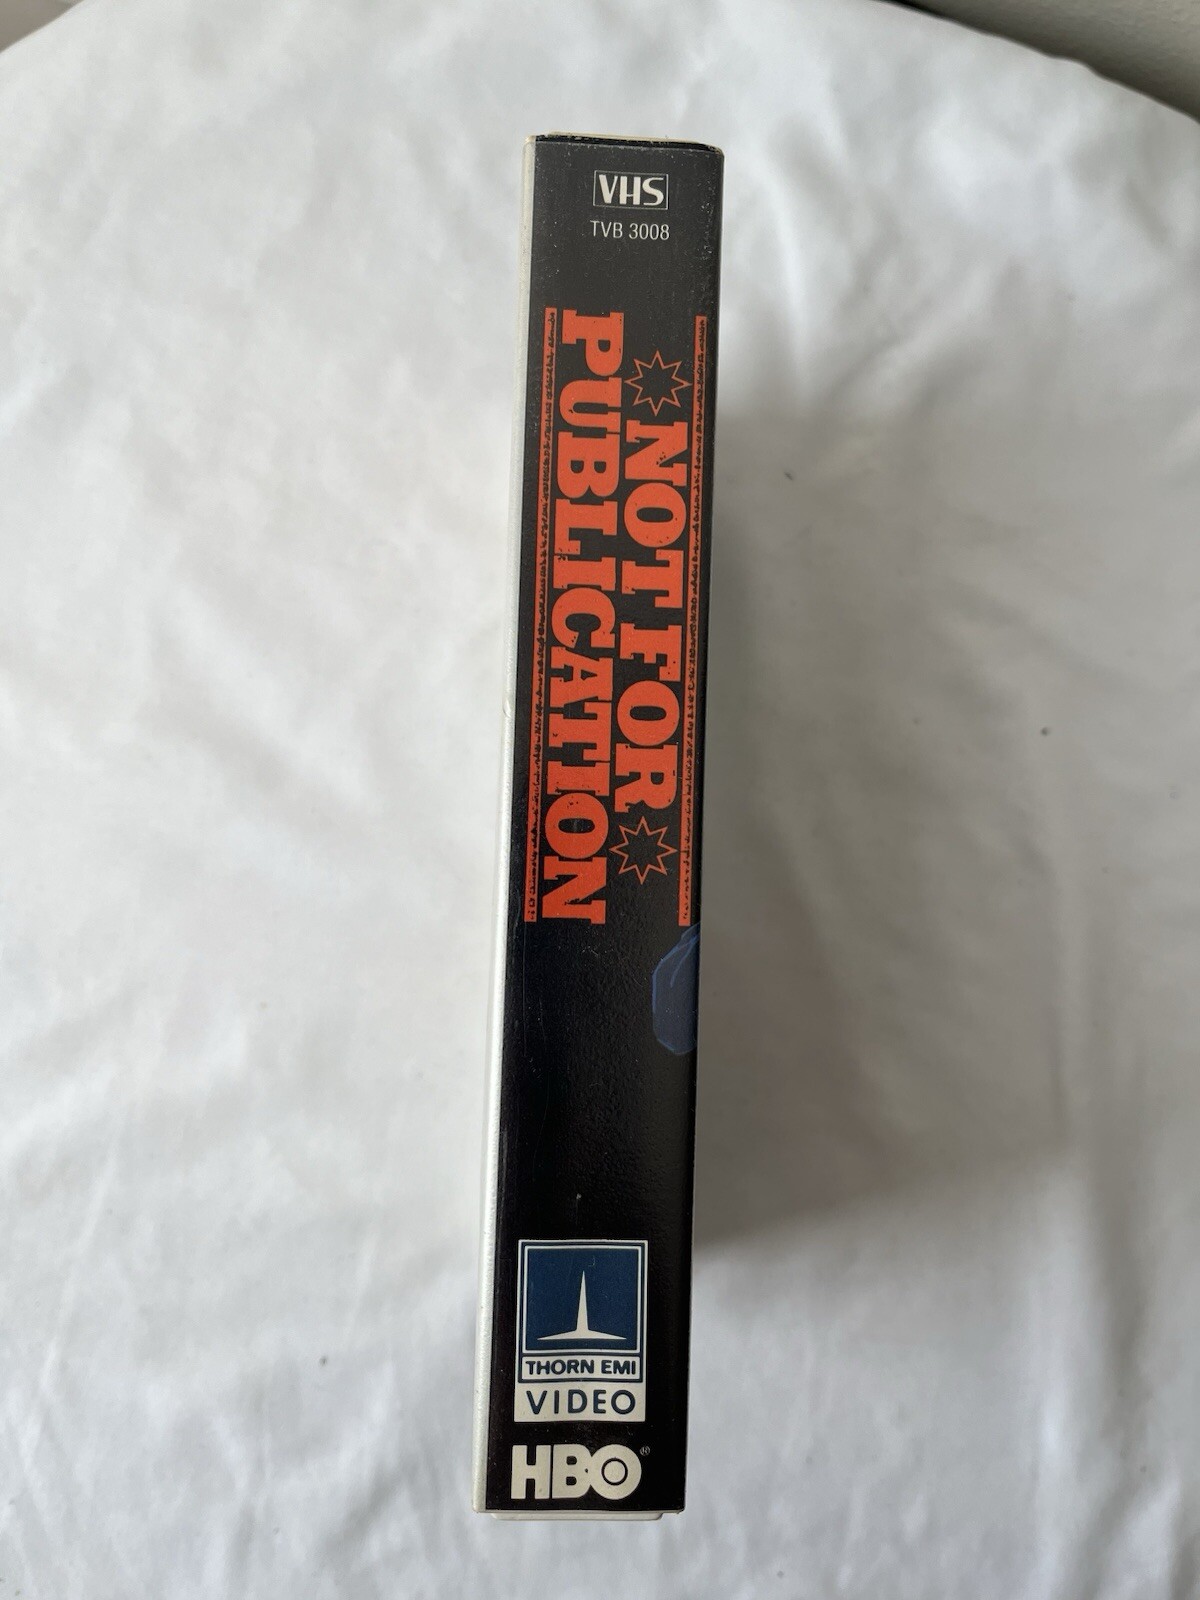 VHS
TVB 3008
NOT FOR
PUBLICATION
THORN EMI
VIDEO
HBO®